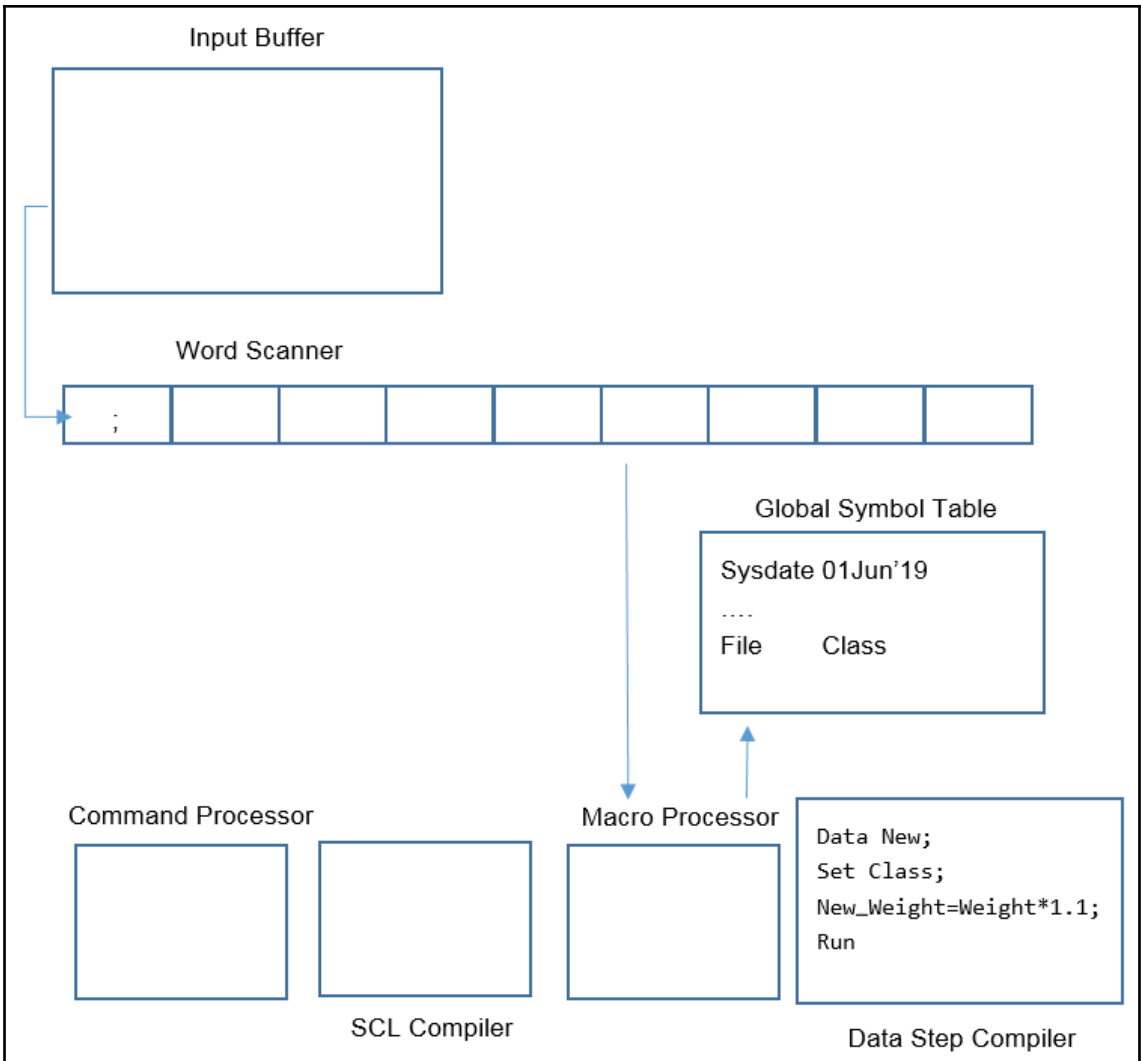 Input Buffer
Word Scanner
;
Global Symbol Table
Sysdate 01Jun’19
....
File Class
Command Processor
Macro Processor
Data New;
Set Class;
New_Weight=Weight*1.1;
Run
SCL Compiler
Data Step Compiler